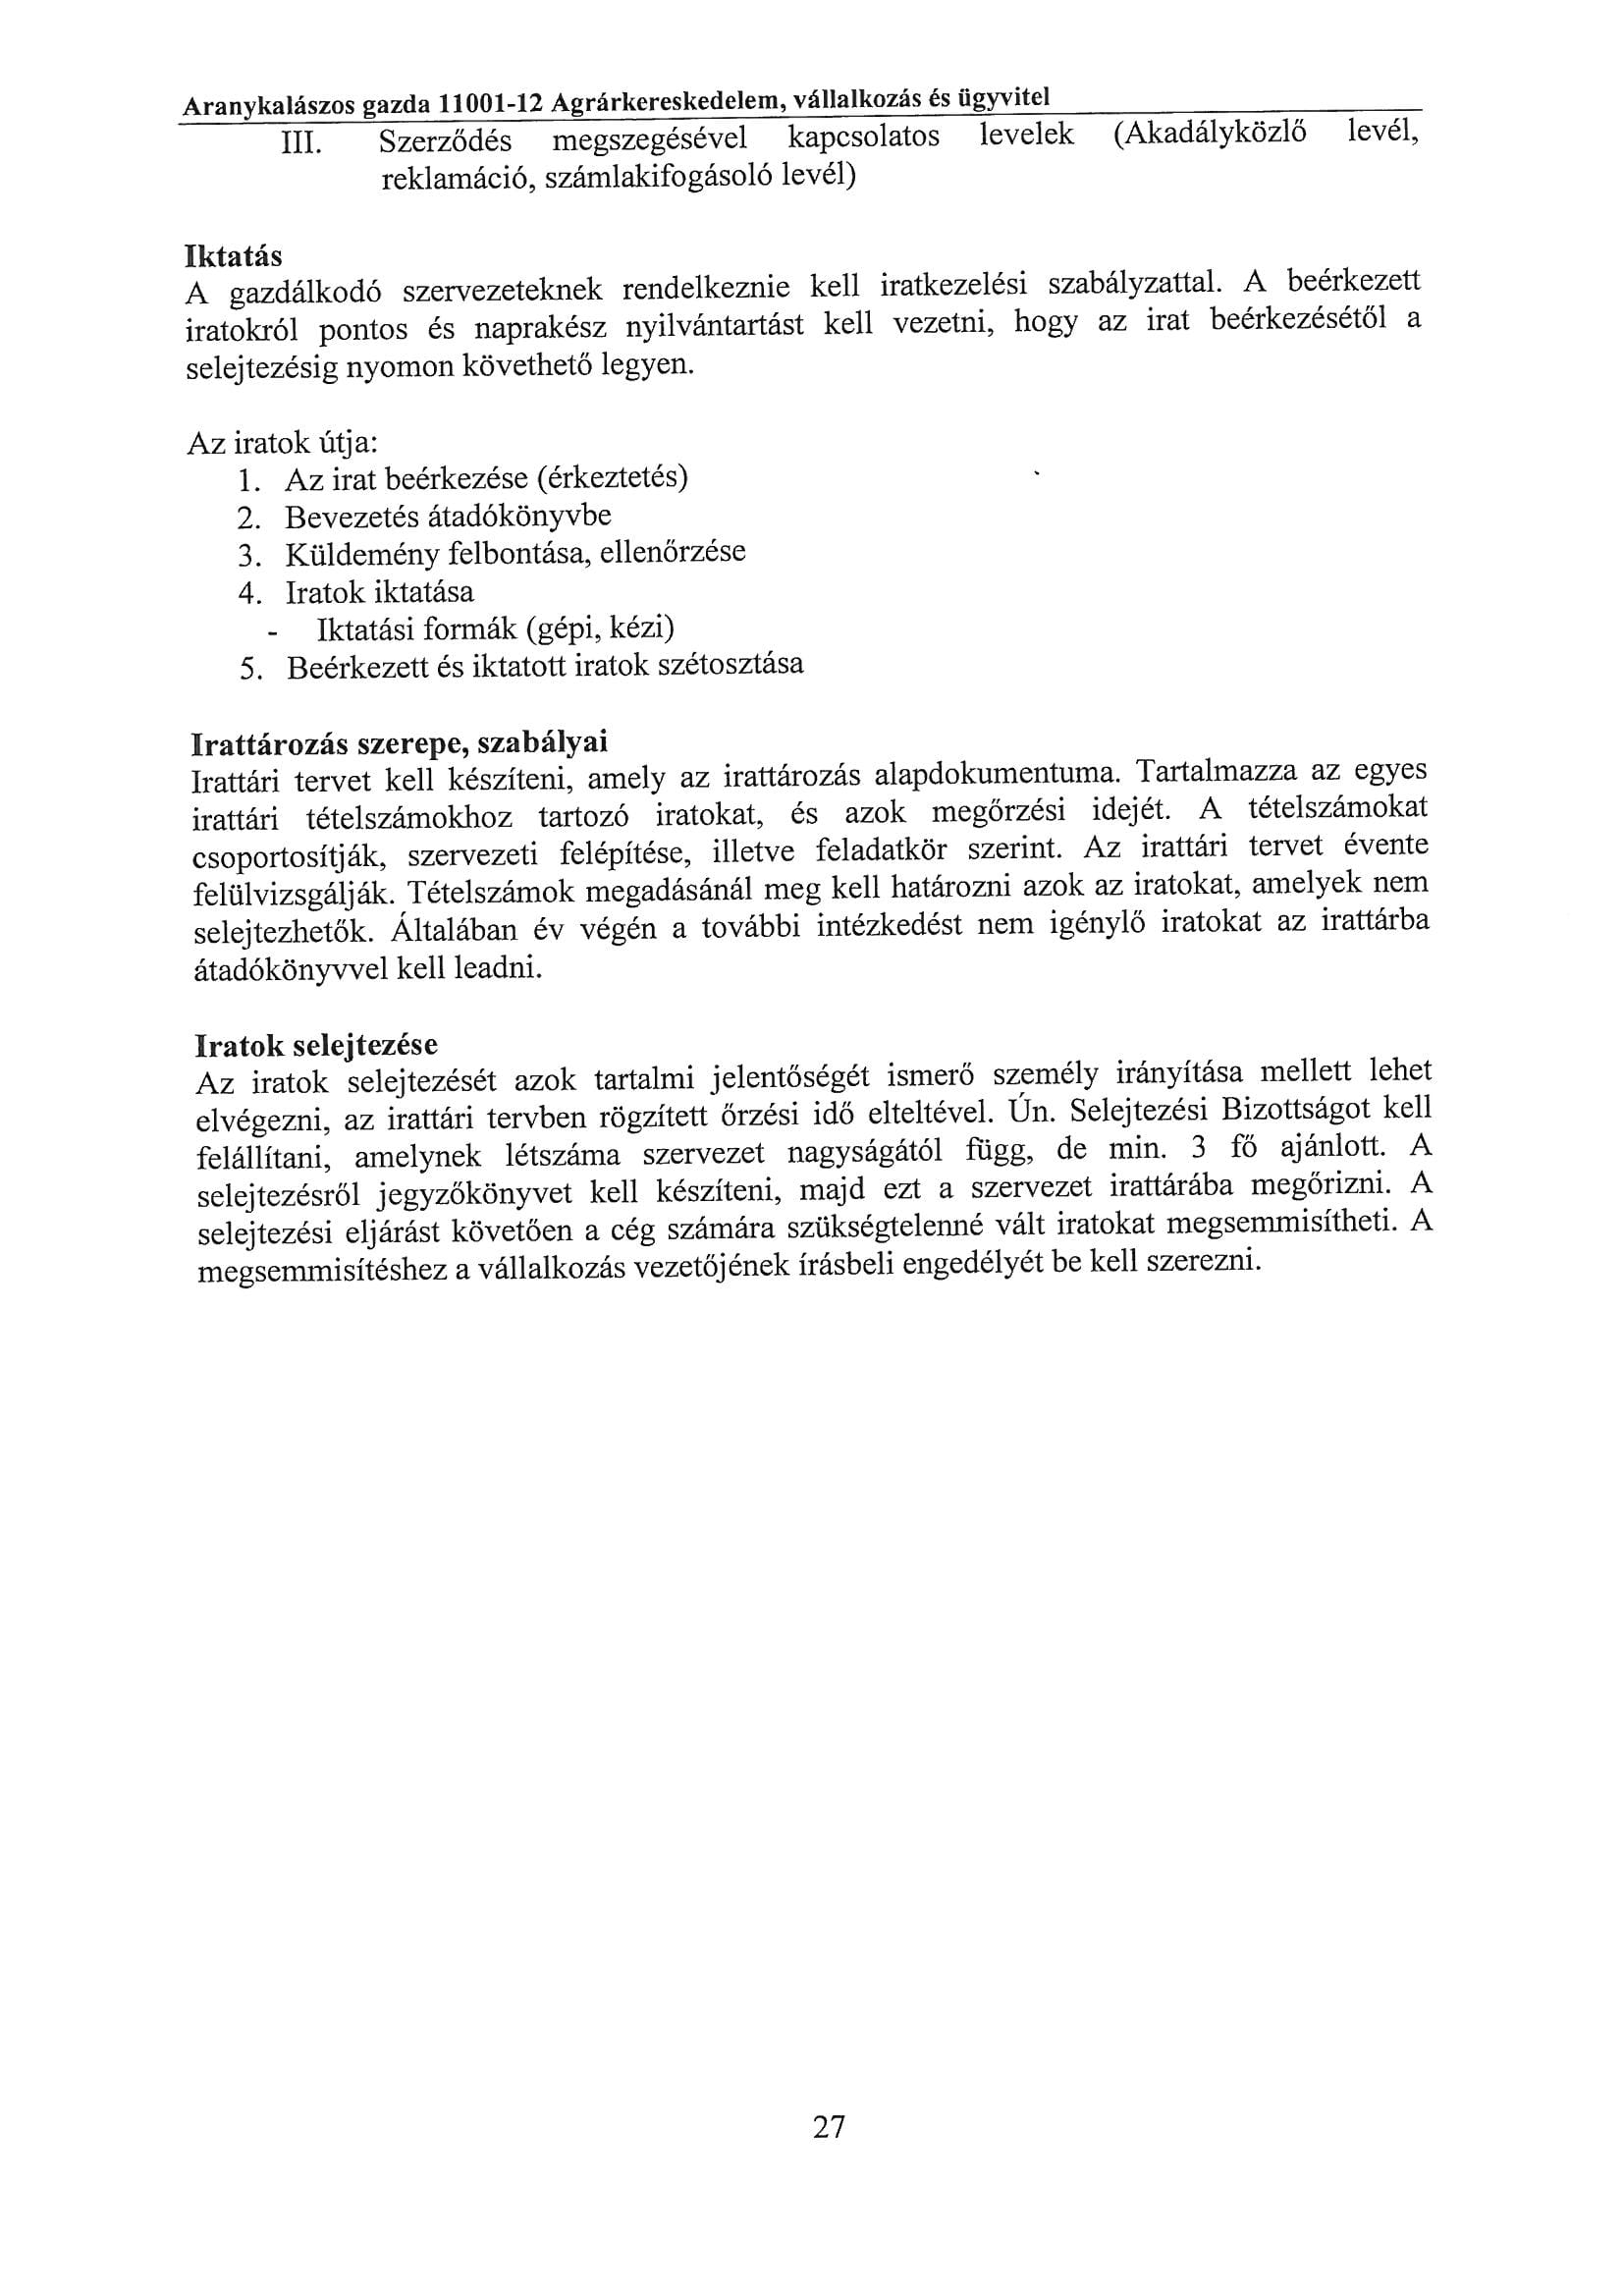 Aranykalászos gazda 11001-12 Agrárkereskedelem, vállalkozás és ügyvitel
III. Szerződés megszegésével kapcsolatos levelek (Akadályközlő levél,
reklamáció, számlakifogásoló levél)
Iktatás
A gazdálkodó szervezeteknek rendelkeznie kell iratkezelési szabályzattal. A beérkezett
iratokról pontos és naprakész nyilvántartást kell vezetni, hogy az irat beérkezésétől a
selejtezésig nyomon követhető legyen.
Az iratok útja:
1. Az irat beérkezése (érkeztetés)
2. Bevezetés átadókönyvbe
3. Küldemény felbontása, ellenőrzése
4. Iratok iktatása
- Iktatási formák (gépi, kézi)
5. Beérkezett és iktatott iratok szétosztása
Irattározás szerepe, szabályai
Irattári tervet kell készíteni, amely az irattározás alapdokumentuma. Tartalmazza az egyes
irattári tételszámokhoz tartozó iratokat, és azok megőrzési idejét. A tételszámokat
csoportosítják, szervezeti felépítése, illetve feladatkör szerint. Az irattári tervet évente
felülvizsgálják. Tételszámok megadásánál meg kell határozni azok az iratokat, amelyek nem
selejtezhetők. Általában év végén a további intézkedést nem igénylő iratokat az irattárba
átadókönyvvel kell leadni.
Iratok selejtezése
Az iratok selejtezését azok tartalmi jelentőségét ismerő személy irányítása mellett lehet
elvégezni, az irattári tervben rögzített őrzési idő elteltével. Ún. Selejtezési Bizottságot kell
felállítani, amelynek létszáma szervezet nagyságától függ, de min. 3 fő ajánlott. A
selejtezésről jegyzőkönyvet kell készíteni, majd ezt a szervezet irattárába megőrizni. A
selejtezési eljárást követően a cég számára szükségtelenné vált iratokat megsemmisítheti. A
megsemmisítéshez a vállalkozás vezetőjének írásbeli engedélyét be kell szerezni.
27